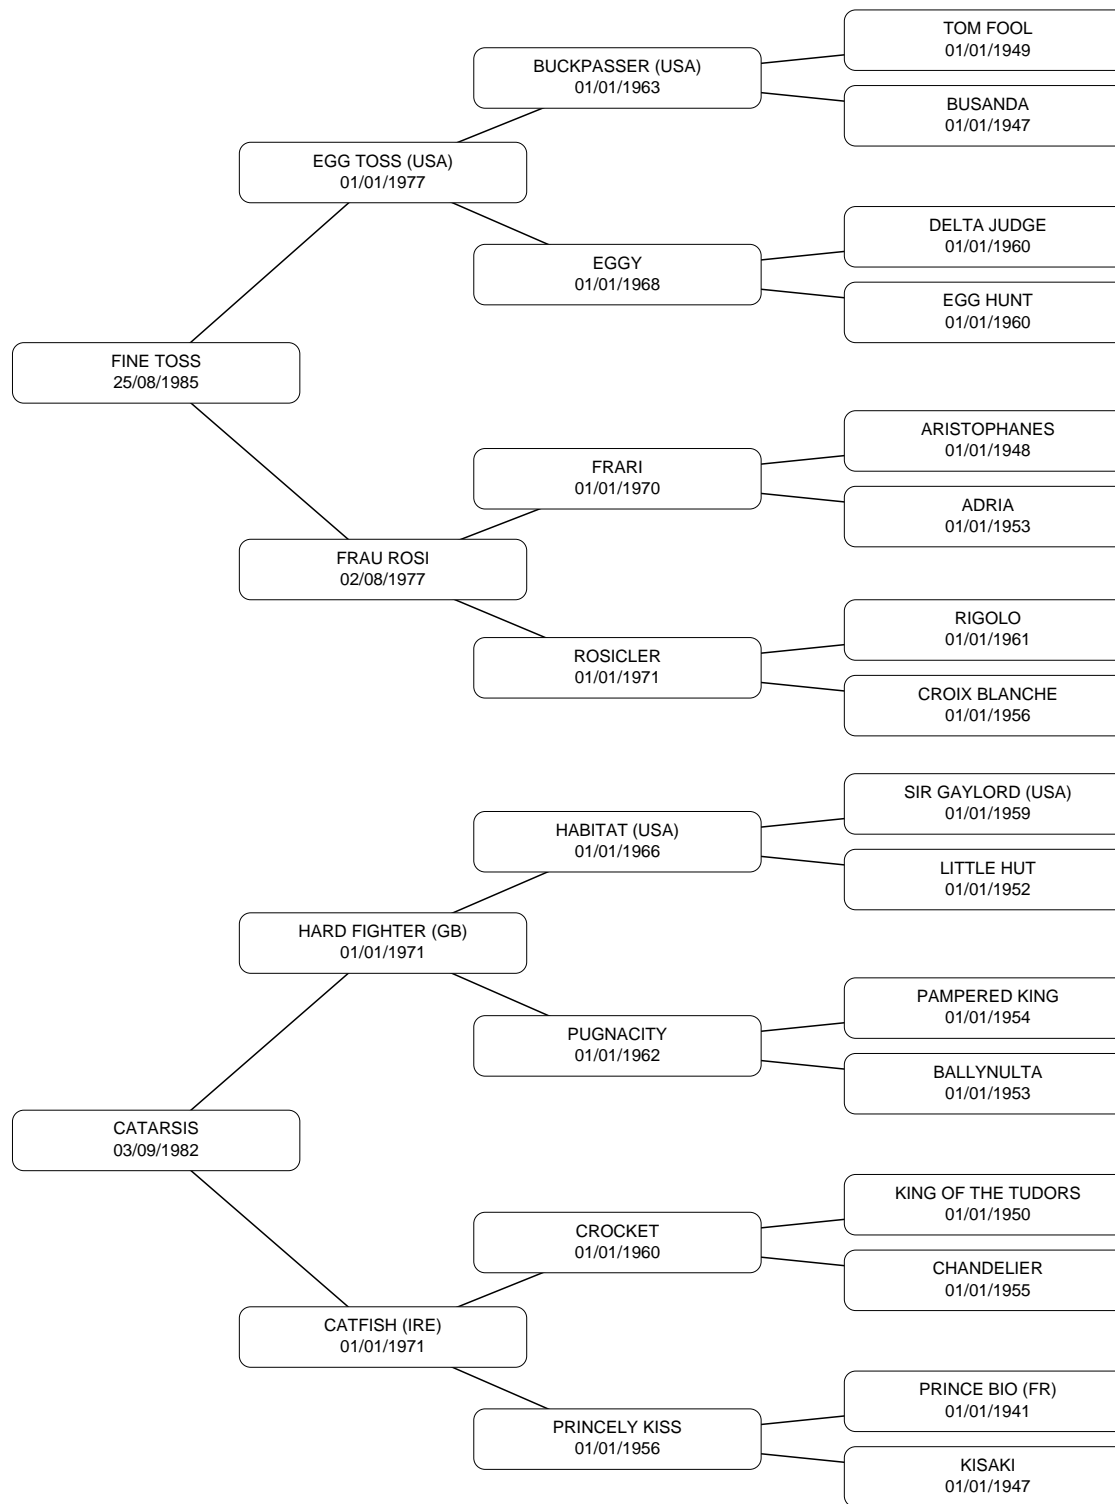 TOM FOOL
01/01/1949
BUCKPASSER (USA)
01/01/1963
BUSANDA
01/01/1947
EGG TOSS (USA)
01/01/1977
DELTA JUDGE
01/01/1960
EGGY
01/01/1968
EGG HUNT
01/01/1960
FINE TOSS
25/08/1985
ARISTOPHANES
01/01/1948
FRARI
01/01/1970
ADRIA
01/01/1953
FRAU ROSI
02/08/1977
RIGOLO
01/01/1961
ROSICLER
01/01/1971
CROIX BLANCHE
01/01/1956
SIR GAYLORD (USA)
01/01/1959
HABITAT (USA)
01/01/1966
LITTLE HUT
01/01/1952
HARD FIGHTER (GB)
01/01/1971
PAMPERED KING
01/01/1954
PUGNACITY
01/01/1962
BALLYNULTA
01/01/1953
CATARSIS
03/09/1982
KING OF THE TUDORS
01/01/1950
CROCKET
01/01/1960
CHANDELIER
01/01/1955
CATFISH (IRE)
01/01/1971
PRINCE BIO (FR)
01/01/1941
PRINCELY KISS
01/01/1956
KISAKI
01/01/1947